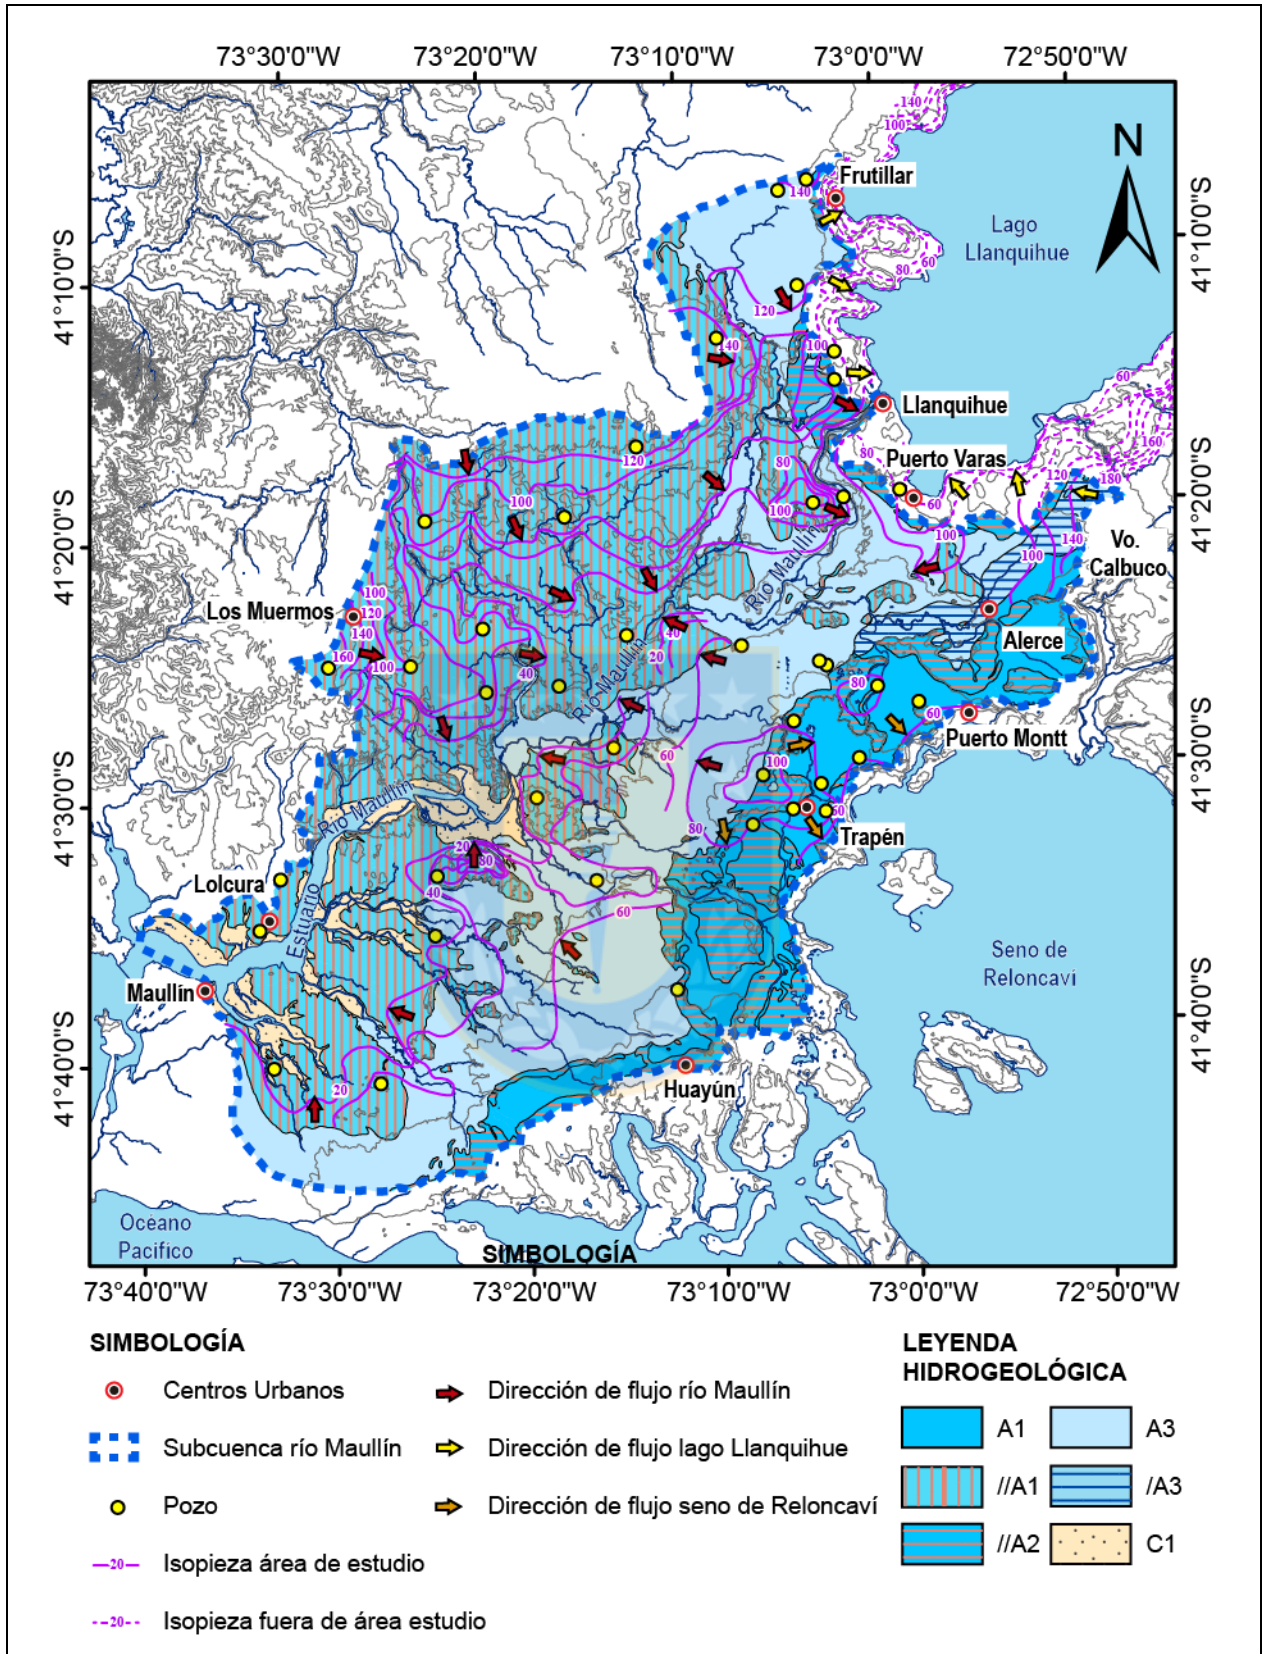 73°30'0"W 73°20'0"W 73°10'0"W 73°0'0"W 72°50'0"W
140
100
N
Frutillar
140
Lago
Llanquihue
41°10'0"S
60
80
41°10'0"S
120
100
140
60
Llanquihue
160
80
Puerto Varas
120
120
180
80
60
100
100
41°20'0"S
100
140
Vo.
Calbuco
100
Río Maullín
41°20'0"S
100
Los Muermos
120
140
40
Alerce
160
100
20
40
Río Maullín
80
60
Puerto Montt
60
100
41°30'0"S
Río Maullín
80
60
Trapén
41°30'0"S
20
80
Lolcura
40
60
Estuario
Seno de
Reloncaví
Maullín
41°40'0"S
41°40'0"S
20
Huayún
Océano
Pacífico
SIMBOLOGÍA
73°40'0"W 73°30'0"W 73°20'0"W 73°10'0"W 73°0'0"W 72°50'0"W
SIMBOLOGÍA
Centros Urbanos
Subcuenca río Maullín
Pozo
-20-
Isopieza área de estudio
--20-
Isopieza fuera de área estudio
Dirección de flujo río Maullín
Dirección de flujo lago Llanquihue
Dirección de flujo seno de Reloncaví
LEYENDA
HIDROGEOLÓGICA
A1
A3
//A1
/A3
//A2
C1